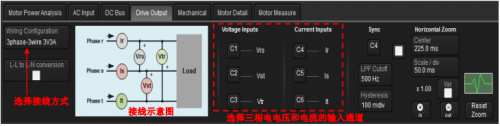 Motor Power Analysis
AC Input
DC Bus
Drive Output
Mechanical
Motor Detail
Motor Measure
Wiring Configuration
3phase-3wire 3V3A
L-L to L-N conversion
选择接线方式
Phase r
Phase s
Phase t
Ir
Is
It
Vrs
Vst
Vtr
Load
接线示意图
Voltage Inputs
C1
Vrs
C2
Vst
C3
Vtr
Current Inputs
C4
Ir
C5
Is
C6
It
选择三相电电压和电流的输入通道
Sync
C4
LPF Cutoff
500 Hz
Hysteresis
100 mdiv
Horizontal Zoom
Center
225.0 ms
Scale / div
50.0 ms
x 1.00
Var
In
Out
Reset
Zoom